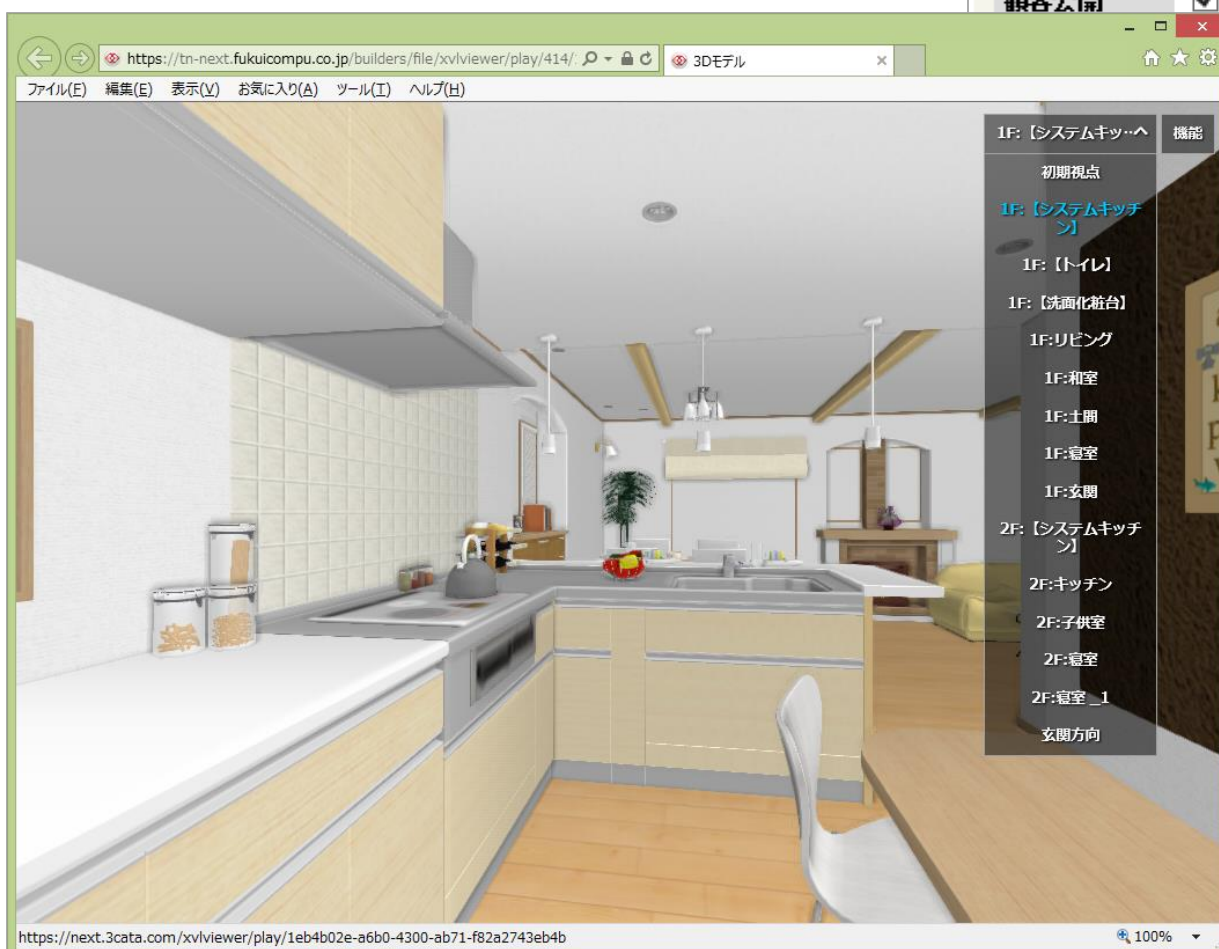 観客公開
https://tn-next.fukuicompu.co.jp/builders/file/xvlviewer/play/414/
3Dモデル
ファイル(F) 編集(E) 表示(V) お気に入り(A) ツール(T) ヘルプ(H)
1F:【システムキッ…へ
機能
初期視点
1F:【システムキッチ
ン】
1F:【トイレ】
1F:【洗面化粧台】
1F:リビング
1F:和室
1F:土間
1F:寝室
1F:玄関
2F:【システムキッチ
ン】
2F:キッチン
2F:子供室
2F:寝室
2F:寝室_1
玄関方向
https://next.3cata.com/xvlviewer/play/1eb4b02e-a6b0-4300-ab71-f82a2743eb4b
100%